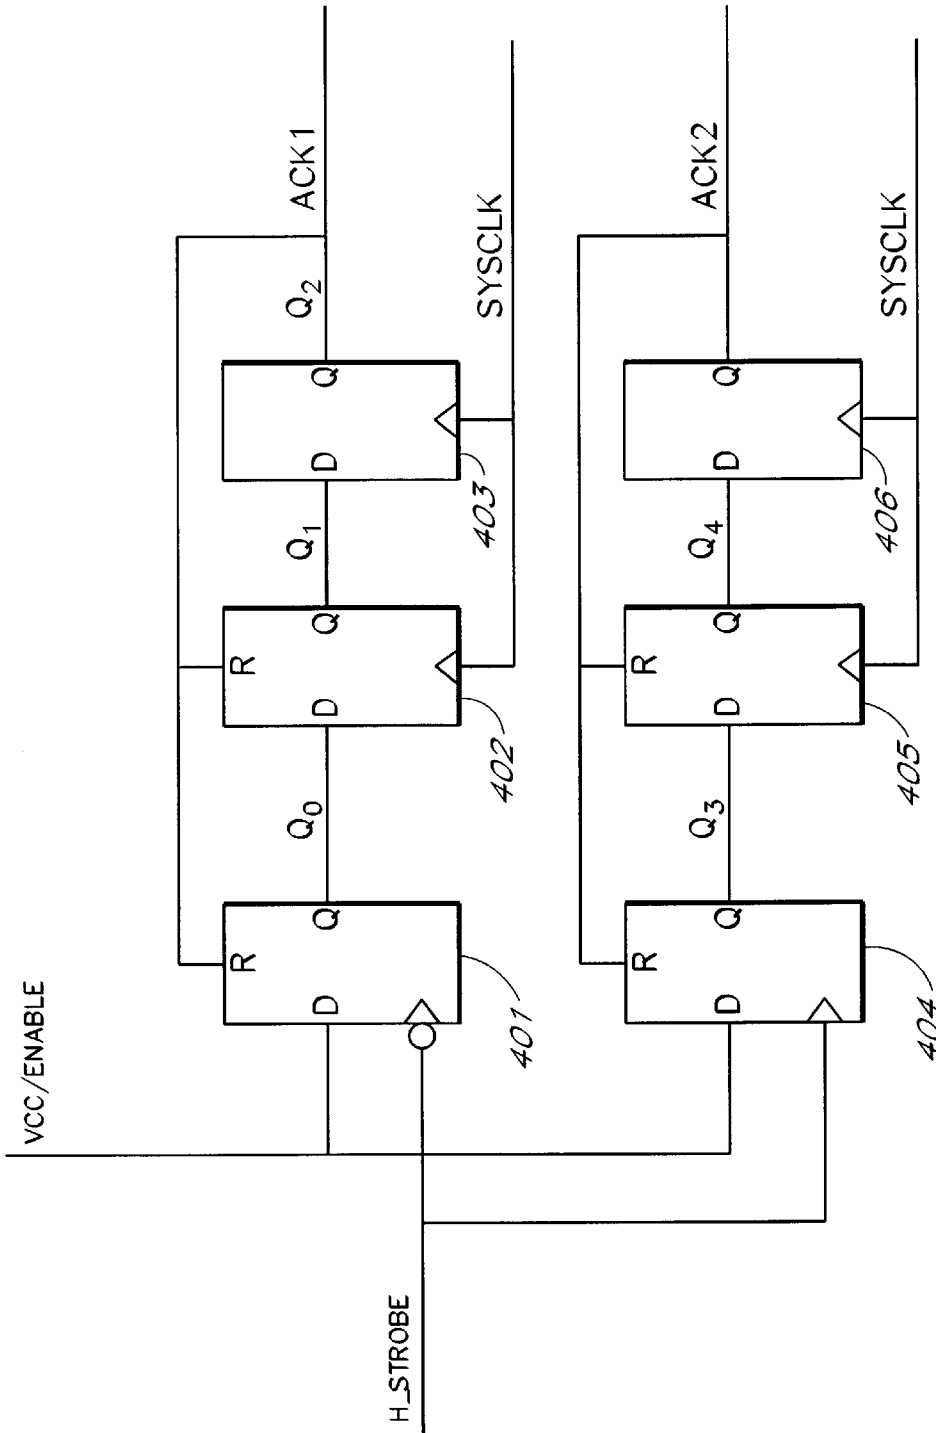 VCC/ENABLE
H_STROBE
R
D
Q
401
Q0
R
D
Q
402
Q1
D
Q
403
Q2
ACK1
SYSCLK
R
D
Q
404
Q3
R
D
Q
405
Q4
D
Q
406
ACK2
SYSCLK